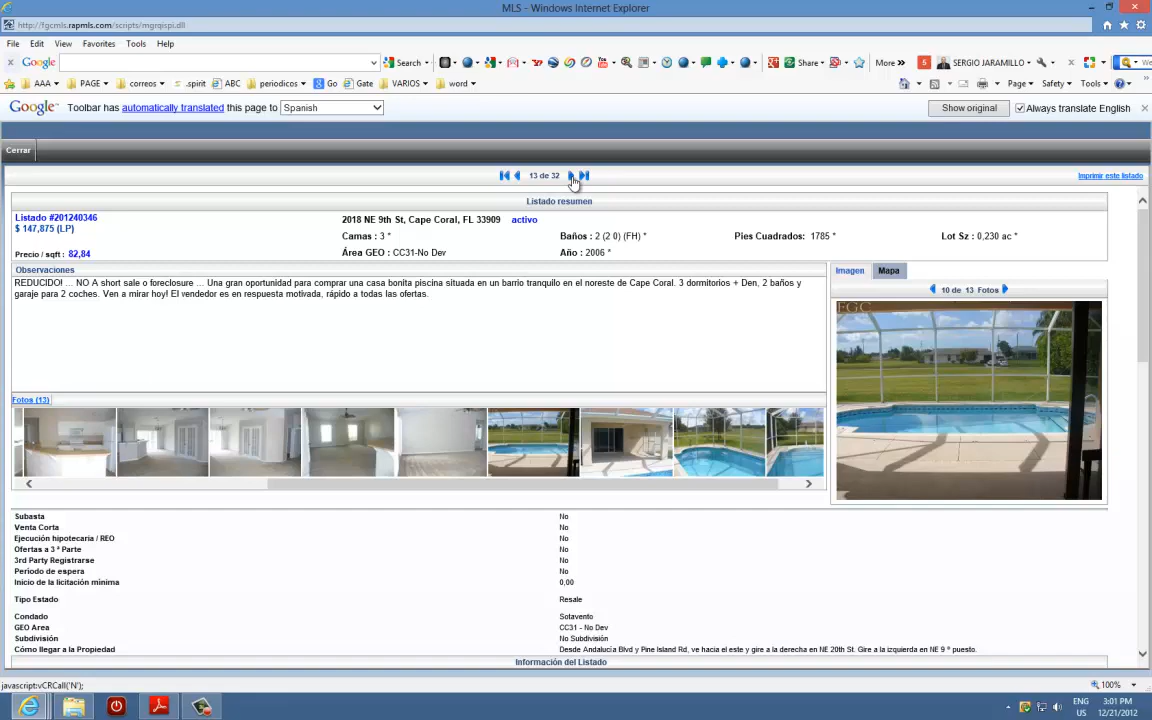 MLS - Windows Internet Explorer
http://fgcmls.rapmls.com/scripts/mgrqispi.dll
File Edit View Favorites Tools Help
x Google Search Share More » 5 SERGIO JARAMILLO
AAA PAGE correos .spirit ABC periodicos Go Gate VARIOS word Page Safety Tools
Google Toolbar has automatically translated this page to Spanish Show original Always translate English
Cerrar
13 de 32 Imprimir este listado
Listado resumen
Listado #201240346 2018 NE 9th St, Cape Coral, FL 33909 activo
$ 147,875 (LP) Camas : 3 * Baños : 2 (2 0) (FH) * Pies Cuadrados: 1785 * Lot Sz : 0,230 ac *
Precio / sqft : 82,84 Área GEO : CC31-No Dev Año : 2006 *
Observaciones
REDUCIDO! ... NO A short sale o foreclosure ... Una gran oportunidad para comprar una casa bonita piscina situada en un barrio tranquilo en el noreste de Cape Coral. 3 dormitorios + Den, 2 baños y
garaje para 2 coches. Ven a mirar hoy! El vendedor es en respuesta motivada, rápido a todas las ofertas.
Imagen Mapa
10 de 13 Fotos
FGC
Fotos (13)
Subasta No
Venta Corta No
Ejecución hipotecaria / REO No
Ofertas a 3 ª Parte No
3rd Party Registrarse No
Período de espera No
Inicio de la licitación mínima 0,00
Tipo Estado Resale
Condado Sotavento
GEO Area CC31 - No Dev
Subdivisión No Subdivisión
Cómo llegar a la Propiedad Desde Andalucía Blvd y Pine Island Rd, ve hacia el este y gire a la derecha en NE 20th St. Gire a la izquierda en NE 9 º puesto.
Información del Listado
javascript:vCRCall('N'); 100%
ENG 3:01 PM
US 12/21/2012